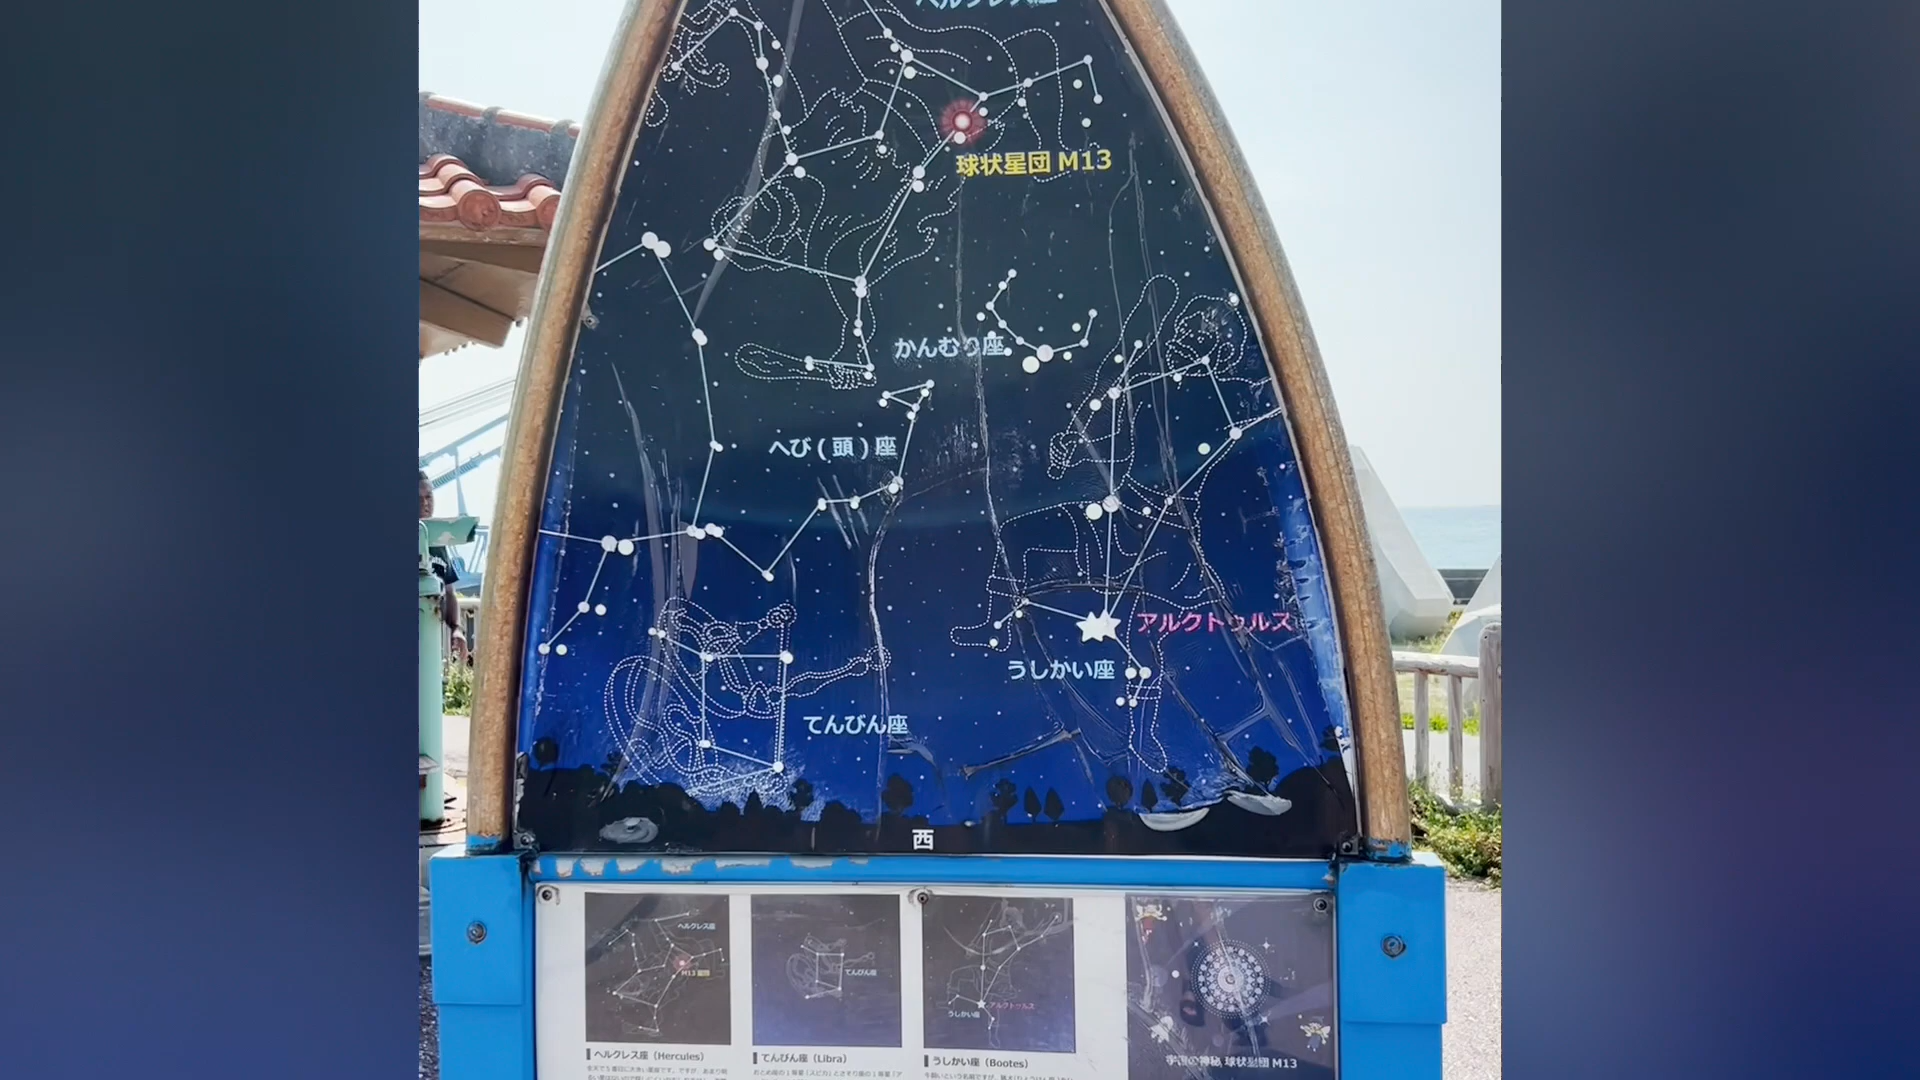 ヘルクレス座
球状星団 M13
かんむり座
へび(頭)座
アルクトゥルス
うしかい座
てんびん座
西
ヘルクレス座
M13 星団
てんびん座
アルクトゥルス
うしかい座
宇宙の神秘 球状星団 M13
ヘルクレス座 (Hercules)
てんびん座 (Libra)
うしかい座 (Bootes)